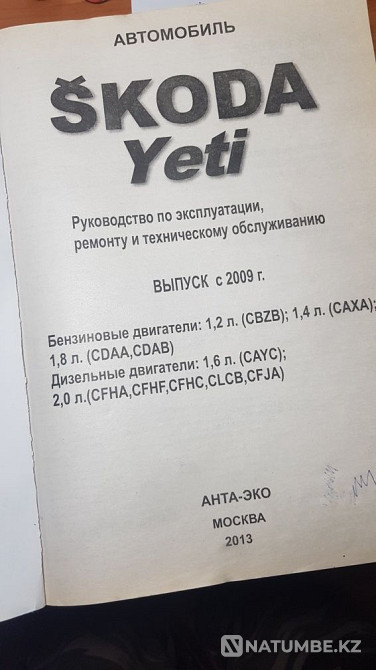 АВТОМОБИЛЬ
ŠKODA
Yeti
Руководство по эксплуатации,
ремонту и техническому обслуживанию
ВЫПУСК с 2009 г.
Бензиновые двигатели: 1,2 л. (CBZB); 1,4 л. (CAXA);
1,8 л. (CDAA,CDAB)
Дизельные двигатели: 1,6 л. (CAYC);
2,0 л.(CFHA,CFHF,CFHC,CLCB,CFJA)
АНТА-ЭКО
МОСКВА
2013
NATUMBE.KZ